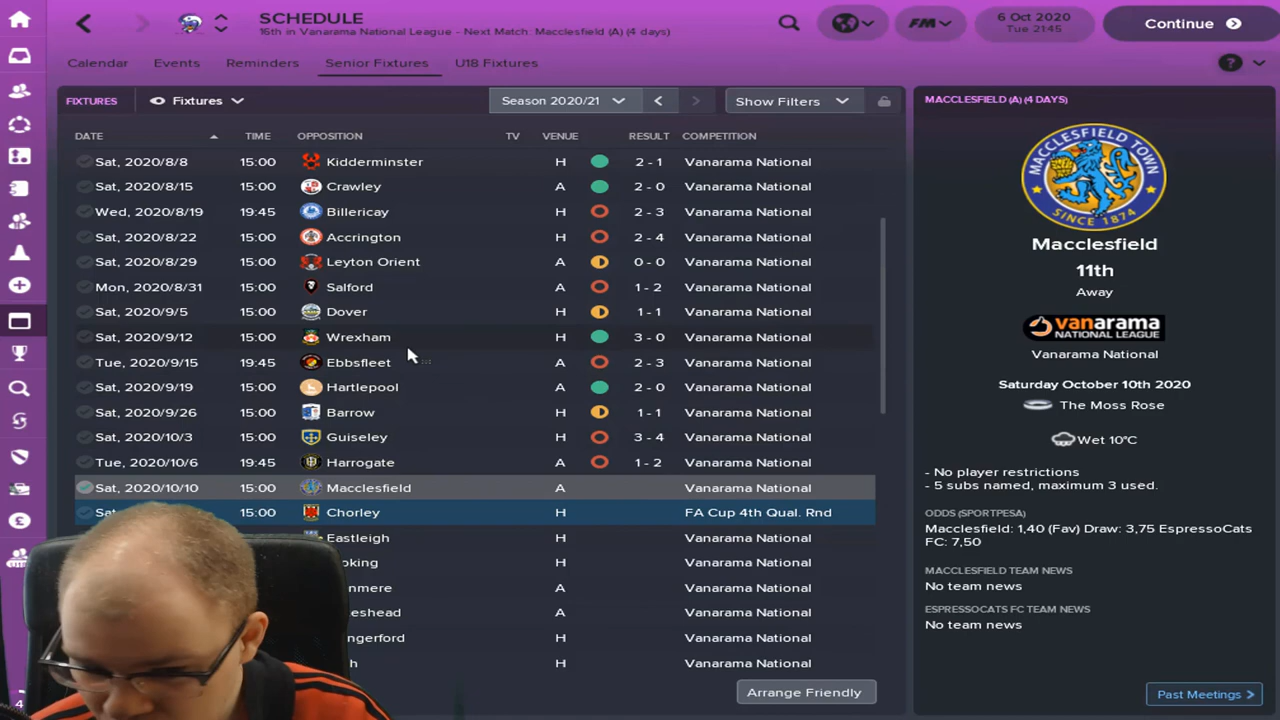 SCHEDULE
16th in Vanarama National League - Next Match: Macclesfield (A) (4 days)
FM
6 Oct 2020
Tue 21:45
Continue
Calendar Events Reminders Senior Fixtures U18 Fixtures
?
FIXTURES Fixtures Season 2020/21 Show Filters
DATE TIME OPPOSITION TV VENUE RESULT COMPETITION
Sat, 2020/8/8 15:00 Kidderminster H 2 - 1 Vanarama National
Sat, 2020/8/15 15:00 Crawley A 2 - 0 Vanarama National
Wed, 2020/8/19 19:45 Billericay H 2 - 3 Vanarama National
Sat, 2020/8/22 15:00 Accrington H 2 - 4 Vanarama National
Sat, 2020/8/29 15:00 Leyton Orient A 0 - 0 Vanarama National
Mon, 2020/8/31 15:00 Salford A 1 - 2 Vanarama National
Sat, 2020/9/5 15:00 Dover H 1 - 1 Vanarama National
Sat, 2020/9/12 15:00 Wrexham H 3 - 0 Vanarama National
Tue, 2020/9/15 19:45 Ebbsfleet A 2 - 3 Vanarama National
Sat, 2020/9/19 15:00 Hartlepool A 2 - 0 Vanarama National
Sat, 2020/9/26 15:00 Barrow H 1 - 1 Vanarama National
Sat, 2020/10/3 15:00 Guiseley H 3 - 4 Vanarama National
Tue, 2020/10/6 19:45 Harrogate A 1 - 2 Vanarama National
Sat, 2020/10/10 15:00 Macclesfield A Vanarama National
15:00 Chorley H FA Cup 4th Qual. Rnd
Eastleigh H Vanarama National
oking H Vanarama National
nmere A Vanarama National
eshead A Vanarama National
ngerford H Vanarama National
h H Vanarama National
Arrange Friendly
MACCLESFIELD (A) (4 DAYS)
MACCLESFIELD TOWN
SINCE 1874
Macclesfield
11th
Away
vanarama
NATIONAL LEAGUE
Vanarama National
Saturday October 10th 2020
The Moss Rose
Wet 10°C
- No player restrictions
- 5 subs named, maximum 3 used.
ODDS (SPORTPESA)
Macclesfield: 1,40 (Fav) Draw: 3,75 EspressoCats
FC: 7,50
MACCLESFIELD TEAM NEWS
No team news
ESPRESSOCATS FC TEAM NEWS
No team news
Past Meetings >